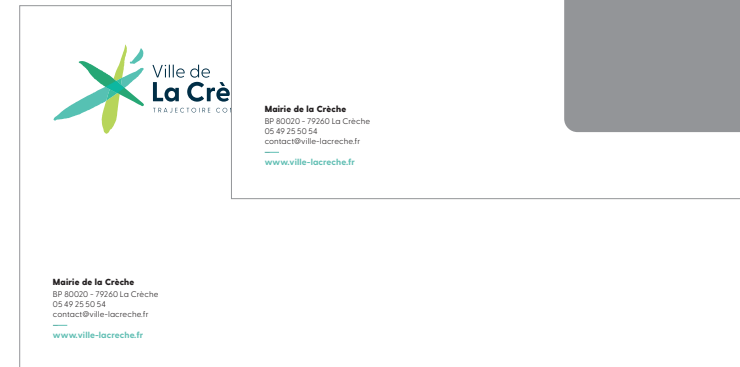 Ville de
La Crè
TRAJECTOIRE
Mairie de la Crèche
BP 80020 - 79260 La Crèche
05 49 25 50 54
contact@ville-lacreche.fr
www.ville-lacreche.fr
Mairie de la Crèche
BP 80020 - 79260 La Crèche
05 49 25 50 54
contact@ville-lacreche.fr
www.ville-lacreche.fr